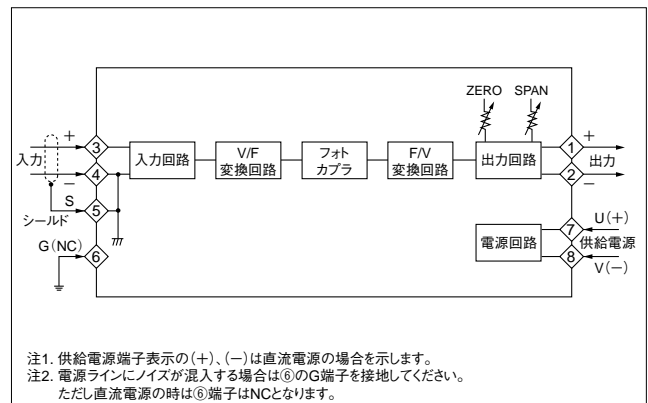 ZERO SPAN
+ 3 入力回路 V/F 変換回路 フォト カプラ F/V 変換回路 出力回路 1 +
入力 4 2 出力
− −
S 5
シールド
G(NC) 6
電源回路 7 U(+)
供給電源
8 V(−)
注1. 供給電源端子表示の(+)、(−)は直流電源の場合を示します。
注2. 電源ラインにノイズが混入する場合は⑥のG端子を接地してください。
ただし直流電源の時は⑥端子はNCとなります。